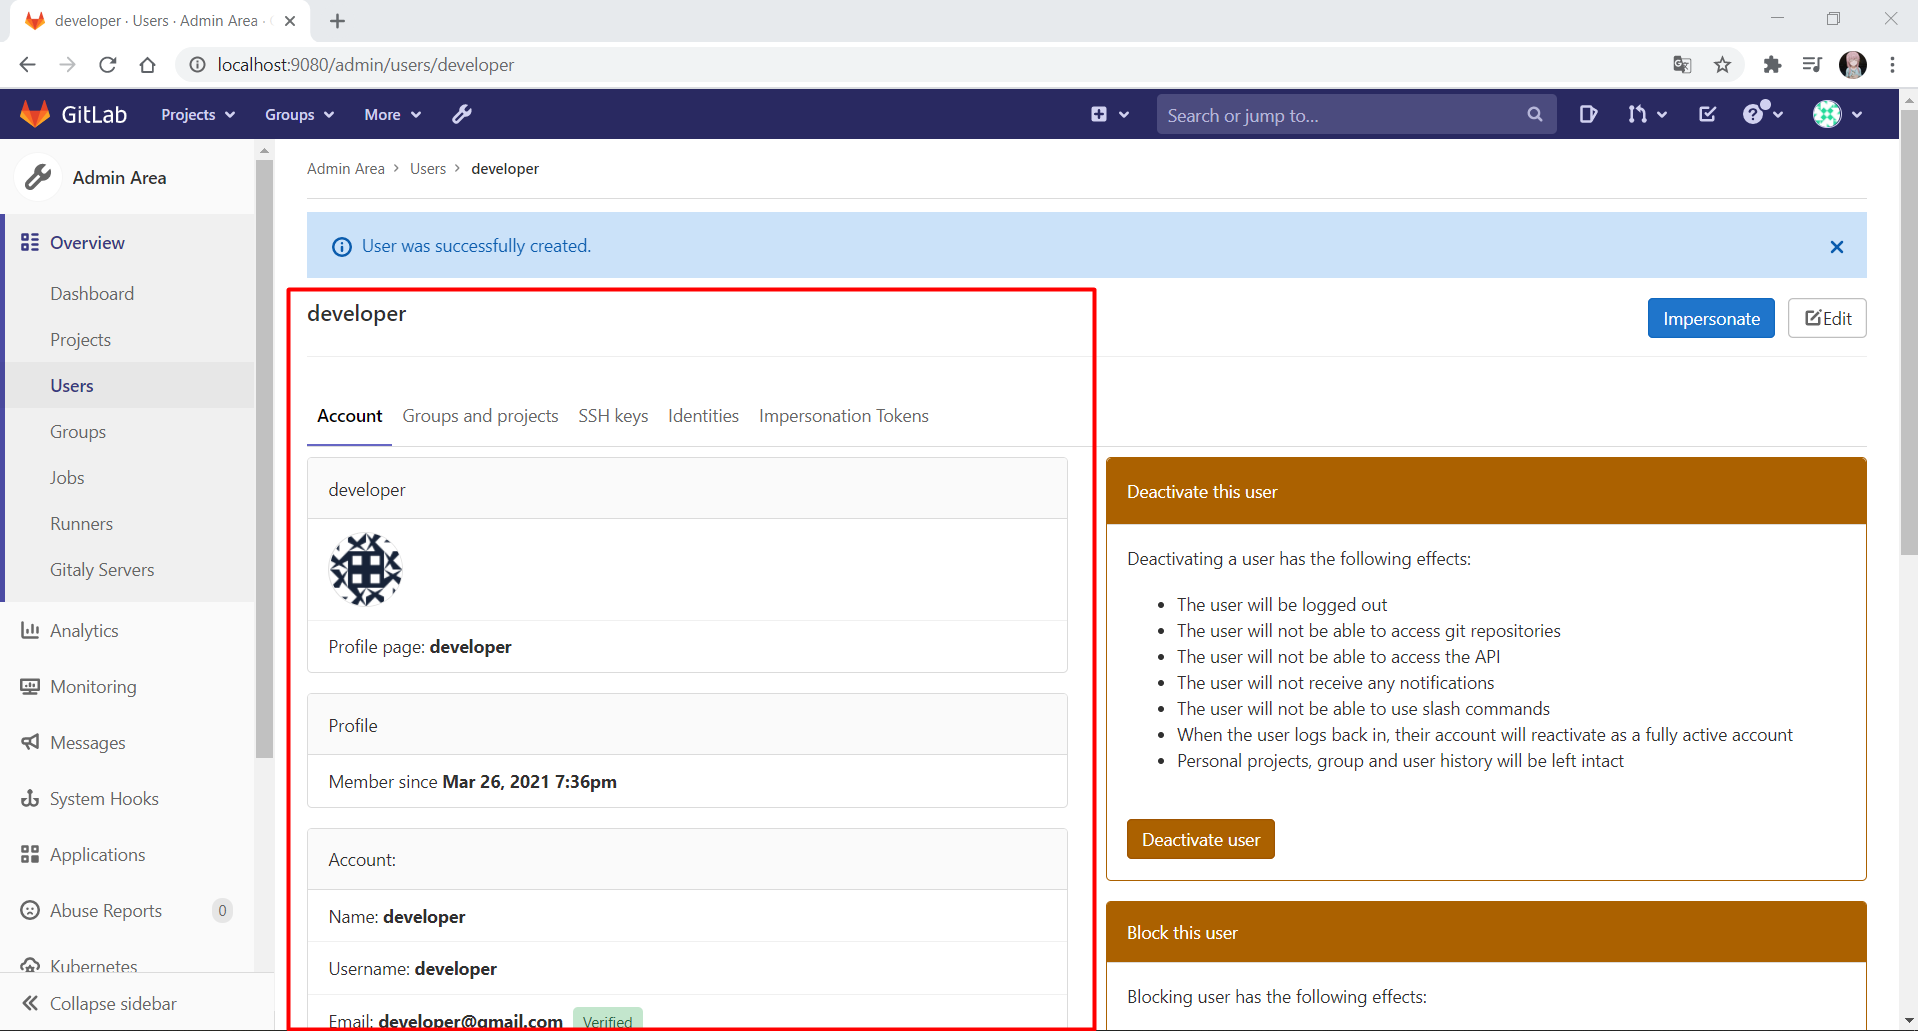 developer · Users · Admin Area ·
localhost:9080/admin/users/developer
GitLab
Projects
Groups
More
Search or jump to...
Admin Area
Overview
Dashboard
Projects
Users
Groups
Jobs
Runners
Gitaly Servers
Analytics
Monitoring
Messages
System Hooks
Applications
Abuse Reports 0
Kubernetes
Collapse sidebar
Admin Area › Users › developer
User was successfully created.
developer
Impersonate
Edit
Account
Groups and projects
SSH keys
Identities
Impersonation Tokens
developer
Profile page: developer
Profile
Member since Mar 26, 2021 7:36pm
Account:
Name: developer
Username: developer
Email: developer@gmail.com Verified
Deactivate this user
Deactivating a user has the following effects:
• The user will be logged out
• The user will not be able to access git repositories
• The user will not be able to access the API
• The user will not receive any notifications
• The user will not be able to use slash commands
• When the user logs back in, their account will reactivate as a fully active account
• Personal projects, group and user history will be left intact
Deactivate user
Block this user
Blocking user has the following effects: